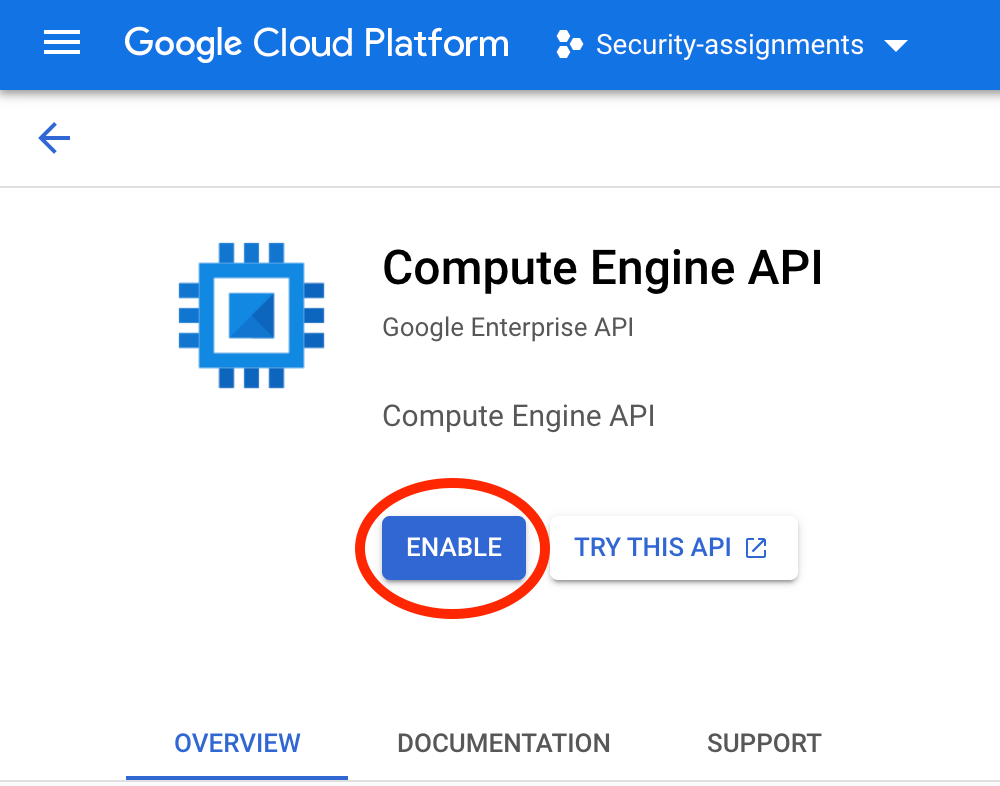 Google Cloud Platform Security-assignments
Compute Engine API
Google Enterprise API
Compute Engine API
ENABLE TRY THIS API
OVERVIEW DOCUMENTATION SUPPORT